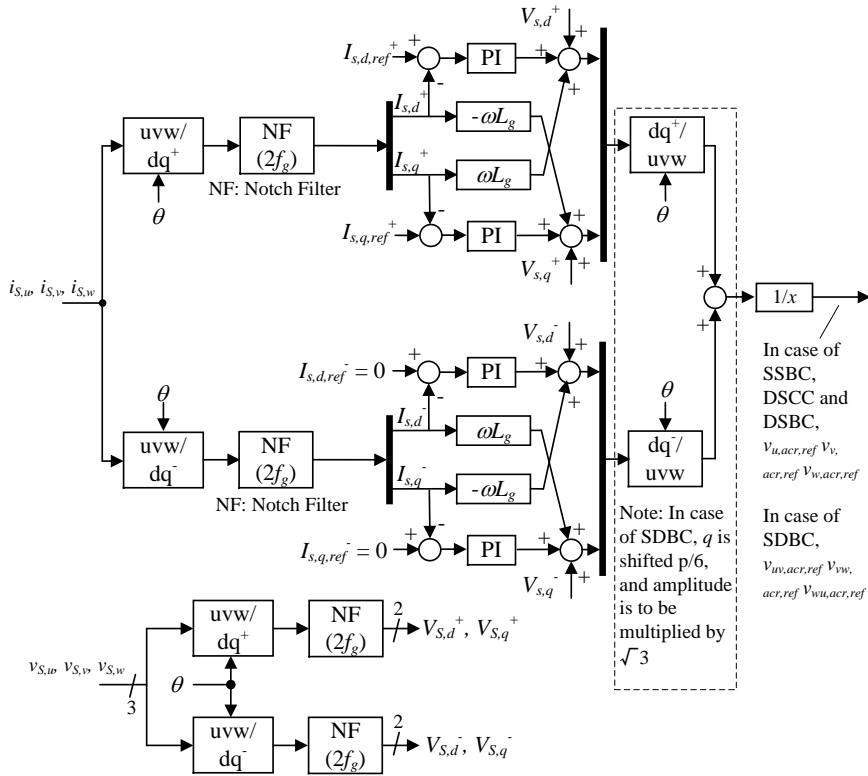 V_{s,d}^+
I_{s,d,ref}^+
+
+
+
-
PI
+
+
I_{s,d}^+
-ωL_g
uvw/
dq^+
θ
NF
(2f_g)
NF: Notch Filter
I_{s,q}^+
ωL_g
-
I_{s,q,ref}^+
+
PI
+
+
+
V_{s,q}^+
dq^+/
uvw
θ
i_{S,u}, i_{S,v}, i_{S,w}
+
+
1/x
In case of
SSBC,
DSCC and
DSBC,
v_{u,acr,ref} v_{v,
acr,ref} v_{w,acr,ref}
In case of
SDBC,
v_{uv,acr,ref} v_{vw,
acr,ref} v_{wu,acr,ref}
V_{s,d}^-
I_{s,d,ref}^- = 0
+
+
+
-
PI
+
+
I_{s,d}^-
ωL_g
θ
uvw/
dq^-
NF
(2f_g)
NF: Notch Filter
I_{s,q}^-
-ωL_g
-
I_{s,q,ref}^- = 0
+
PI
+
+
+
V_{s,q}^-
θ
dq^-/
uvw
Note: In case
of SDBC, q is
shifted p/6,
and amplitude
is to be
multiplied by
√3
uvw/
dq^+
NF
(2f_g)
2
V_{S,d}^+, V_{S,q}^+
v_{S,u}, v_{S,v}, v_{S,w}
3
θ
uvw/
dq^-
NF
(2f_g)
2
V_{S,d}^-, V_{S,q}^-